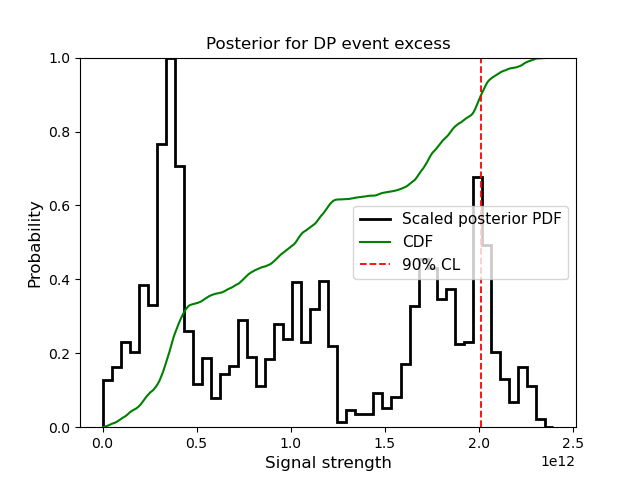 Posterior for DP event excess
1.0
0.8
0.6
0.4
0.2
0.0
Probability
Scaled posterior PDF
CDF
90% CL
0.0 0.5 1.0 1.5 2.0 2.5
1e12
Signal strength